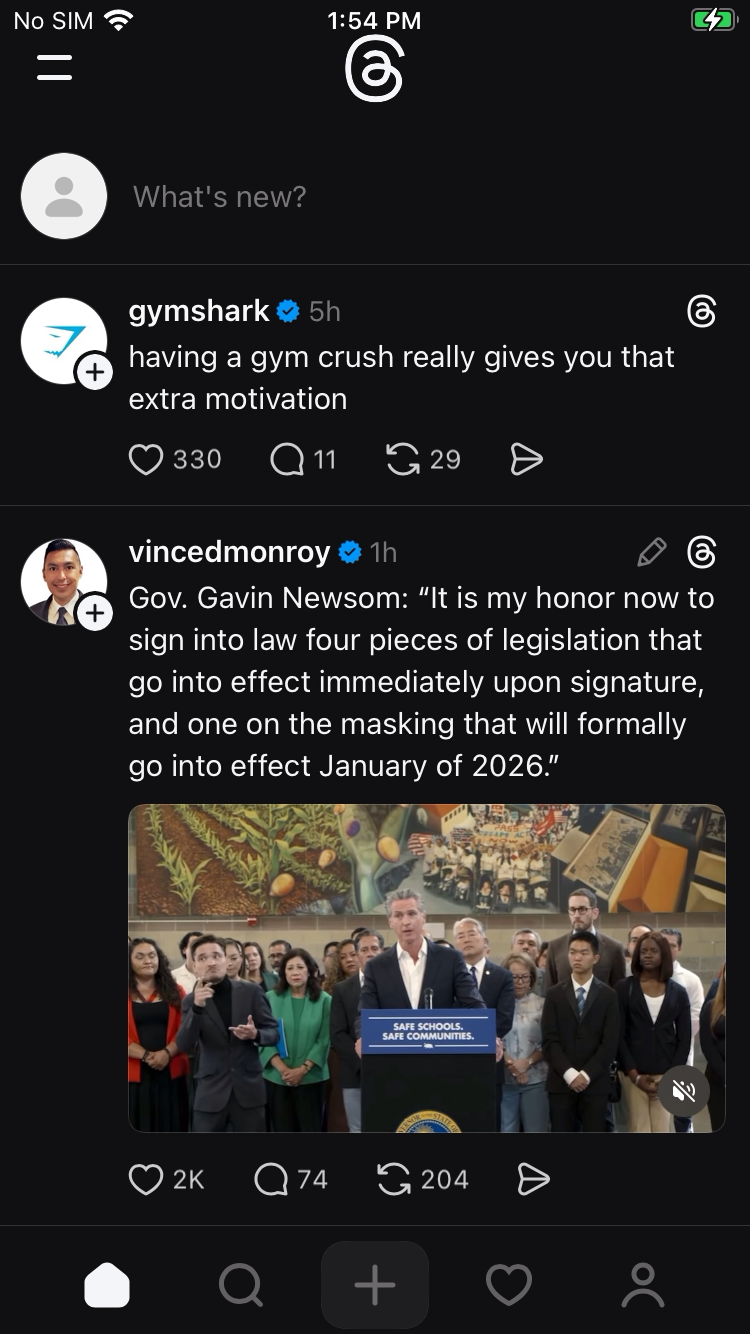 No SIM 1:54 PM
What's new?
gymshark 5h
having a gym crush really gives you that
extra motivation
330 11 29
vincedmonroy 1h
Gov. Gavin Newsom: “It is my honor now to
sign into law four pieces of legislation that
go into effect immediately upon signature,
and one on the masking that will formally
go into effect January of 2026.”
SAFE SCHOOLS.
SAFE COMMUNITIES.
2K 74 204